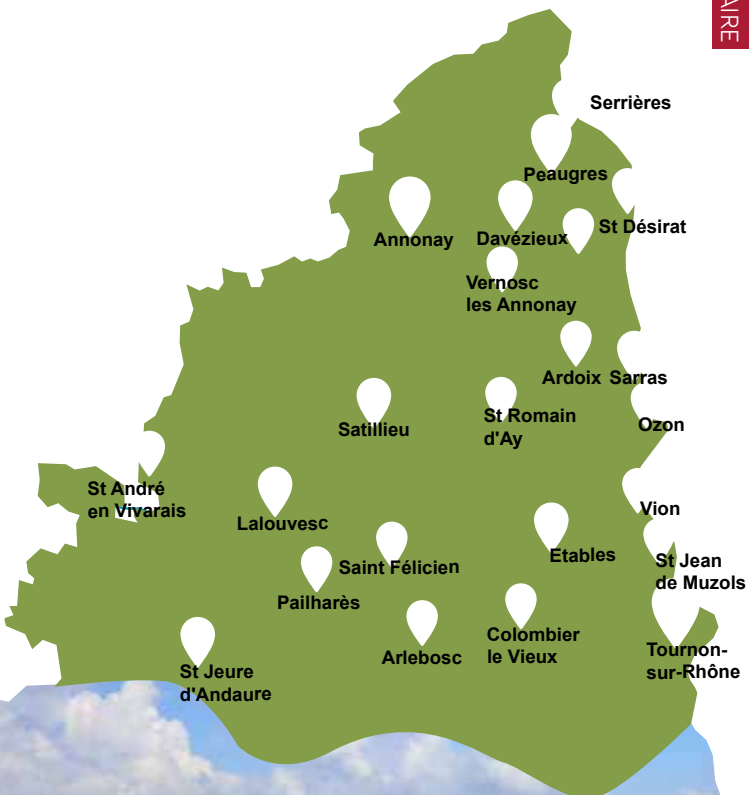 AIRE
Serrières
Peaugres
St Désirat
Annonay
Davézieux
Vernosc
les Annonay
Ardoix
Sarras
Satillieu
St Romain
d'Ay
Ozon
St André
en Vivarais
Lalouvesc
Vion
Saint Félicien
Etables
St Jean
de Muzols
Pailharès
Arlebosc
Colombier
le Vieux
Tournon-
sur-Rhône
St Jeure
d'Andaure